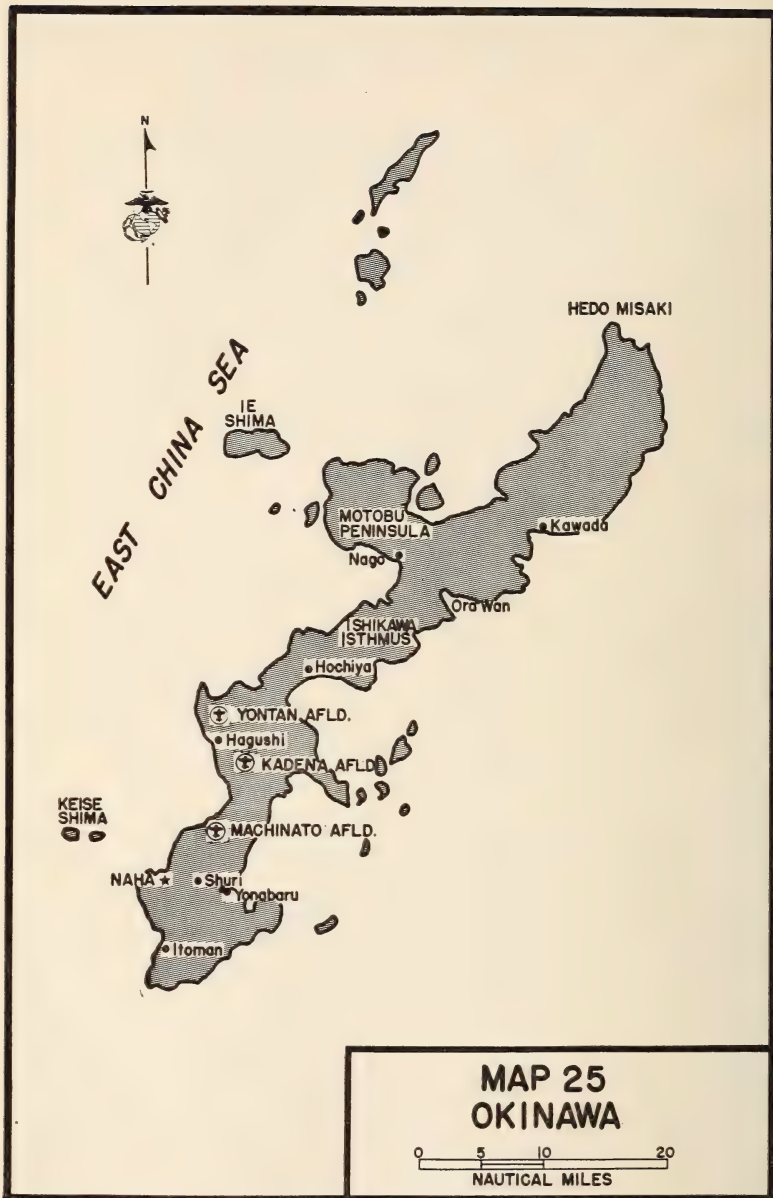 N
HEDO MISAKI
EAST CHINA SEA
IE
SHIMA
MOTOBU
PENINSULA
Kawada
Nago
Ora Wan
ISHIKAWA
ISTHMUS
Hochiya
YONTAN AFLD.
Hagushi
KADENA AFLD
KEISE
SHIMA
MACHINATO AFLD.
NAHA
Shuri
Yonabaru
Itoman
MAP 25
OKINAWA
0 5 10 20
NAUTICAL MILES